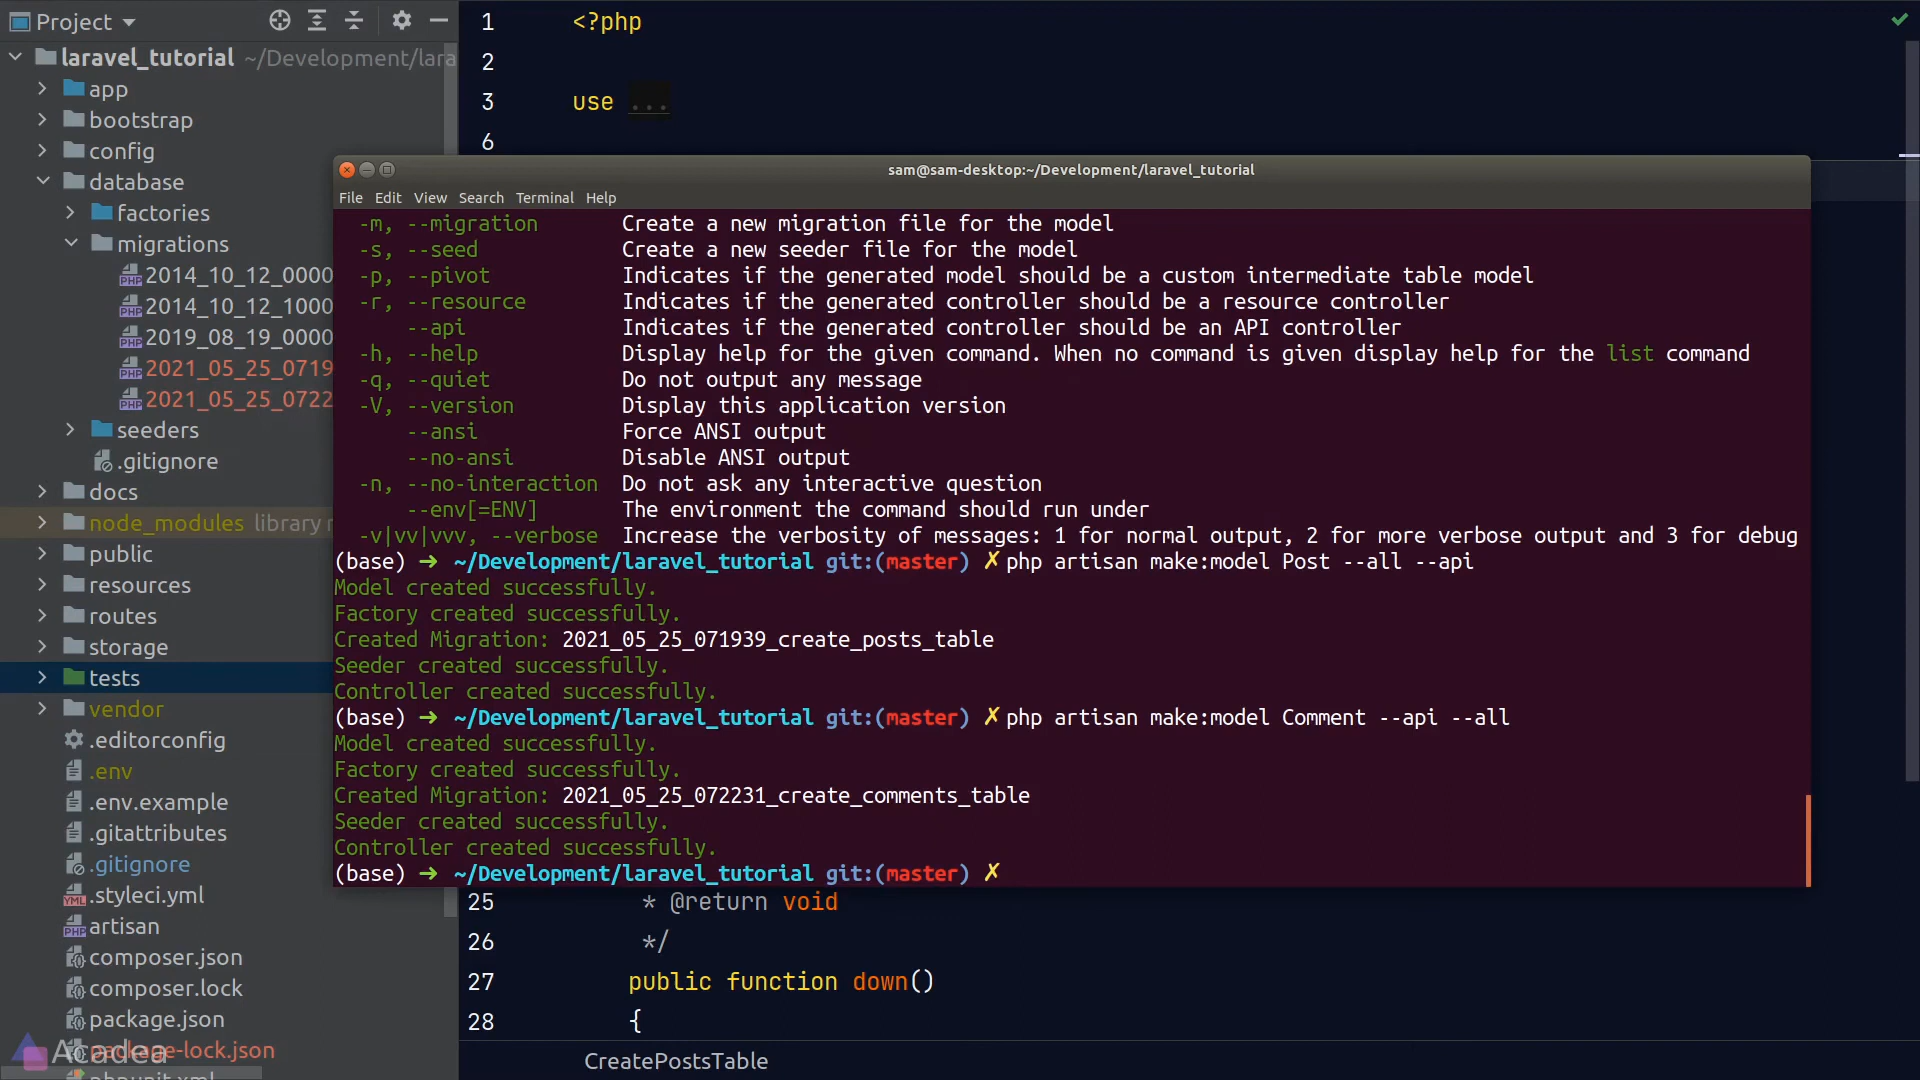 Project
laravel_tutorial ~/Development/lara
app
bootstrap
config
database
factories
migrations
2014_10_12_0000
2014_10_12_1000
2019_08_19_0000
2021_05_25_0719
2021_05_25_0722
seeders
.gitignore
docs
node_modules library r
public
resources
routes
storage
tests
vendor
.editorconfig
.env
.env.example
.gitattributes
.gitignore
.styleci.yml
artisan
composer.json
composer.lock
package.json
package-lock.json
phpunit.xml
Acadea
1 <?php
2
3 use ...
6
sam@sam-desktop:~/Development/laravel_tutorial
File Edit View Search Terminal Help
-m, --migration Create a new migration file for the model
-s, --seed Create a new seeder file for the model
-p, --pivot Indicates if the generated model should be a custom intermediate table model
-r, --resource Indicates if the generated controller should be a resource controller
--api Indicates if the generated controller should be an API controller
-h, --help Display help for the given command. When no command is given display help for the list command
-q, --quiet Do not output any message
-V, --version Display this application version
--ansi Force ANSI output
--no-ansi Disable ANSI output
-n, --no-interaction Do not ask any interactive question
--env[=ENV] The environment the command should run under
-v|vv|vvv, --verbose Increase the verbosity of messages: 1 for normal output, 2 for more verbose output and 3 for debug
(base) ➜ ~/Development/laravel_tutorial git:(master) ✗ php artisan make:model Post --all --api
Model created successfully.
Factory created successfully.
Created Migration: 2021_05_25_071939_create_posts_table
Seeder created successfully.
Controller created successfully.
(base) ➜ ~/Development/laravel_tutorial git:(master) ✗ php artisan make:model Comment --api --all
Model created successfully.
Factory created successfully.
Created Migration: 2021_05_25_072231_create_comments_table
Seeder created successfully.
Controller created successfully.
(base) ➜ ~/Development/laravel_tutorial git:(master) ✗
25 * @return void
26 */
27 public function down()
28 {
CreatePostsTable